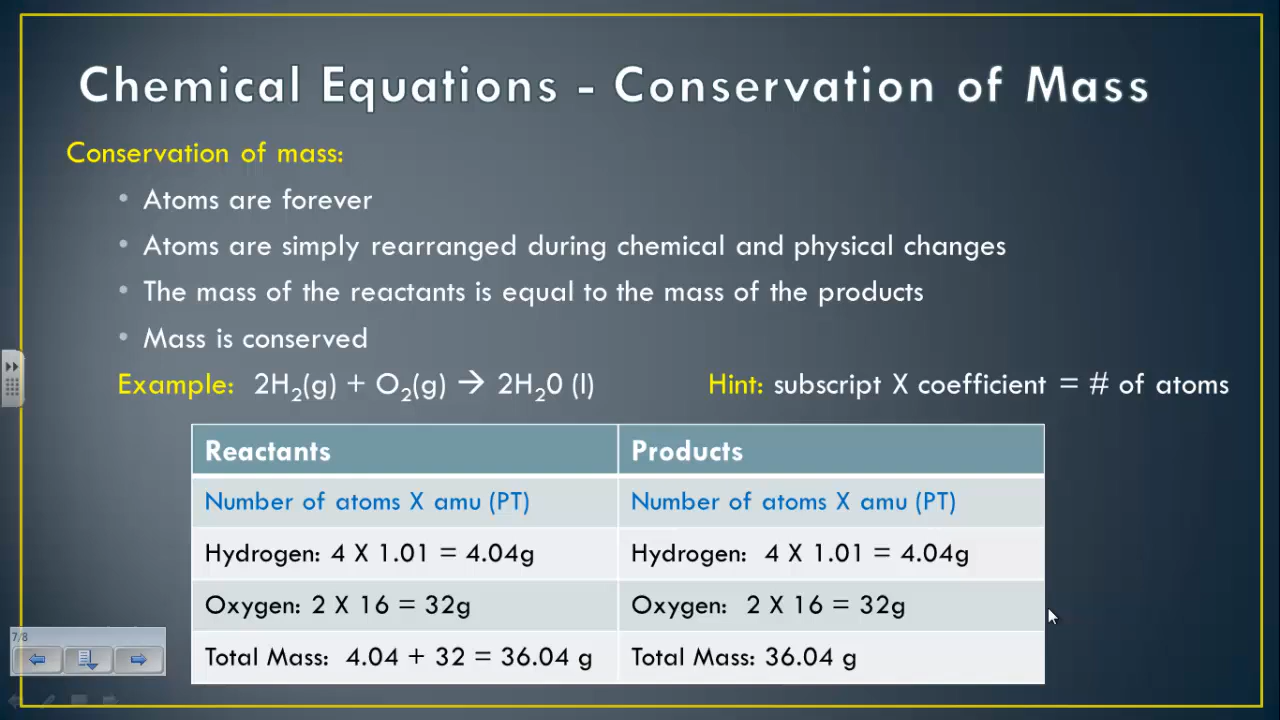 Chemical Equations - Conservation of Mass
Conservation of mass:
• Atoms are forever
• Atoms are simply rearranged during chemical and physical changes
• The mass of the reactants is equal to the mass of the products
• Mass is conserved
Example: 2H₂(g) + O₂(g) → 2H₂0 (l) Hint: subscript X coefficient = # of atoms
Reactants Products
Number of atoms X amu (PT) Number of atoms X amu (PT)
Hydrogen: 4 X 1.01 = 4.04g Hydrogen: 4 X 1.01 = 4.04g
Oxygen: 2 X 16 = 32g Oxygen: 2 X 16 = 32g
Total Mass: 4.04 + 32 = 36.04 g Total Mass: 36.04 g
7/8